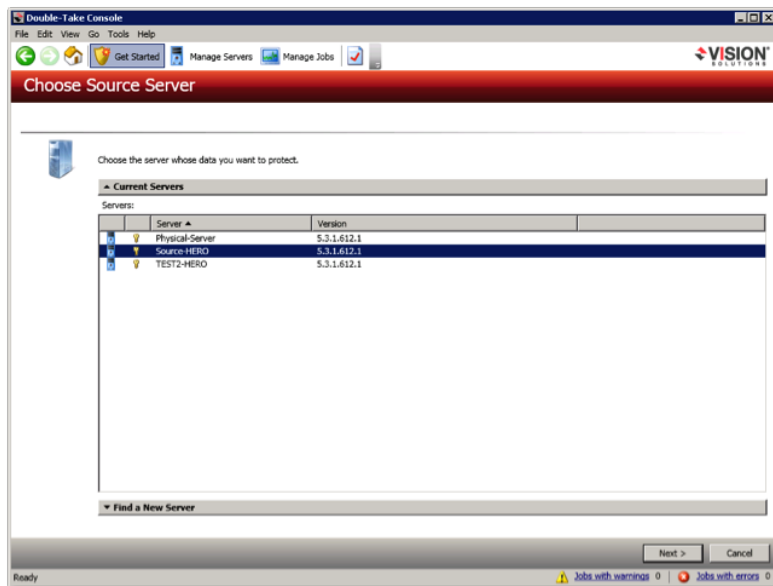 Double-Take Console
File Edit View Go Tools Help
Get Started Manage Servers Manage Jobs VISION SOLUTIONS
Choose Source Server
Choose the server whose data you want to protect.
Current Servers
Servers:
Server Version
Physical-Server 5.3.1.612.1
Source-HERO 5.3.1.612.1
TEST2-HERO 5.3.1.612.1
Find a New Server
Next > Cancel
Ready Jobs with warnings 0 Jobs with errors 0